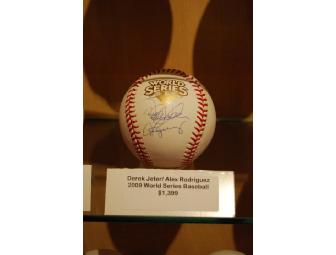 WORLD
SERIES
Derek Jeter/ Alex Rodriguez
2009 World Series Baseball
$1,399